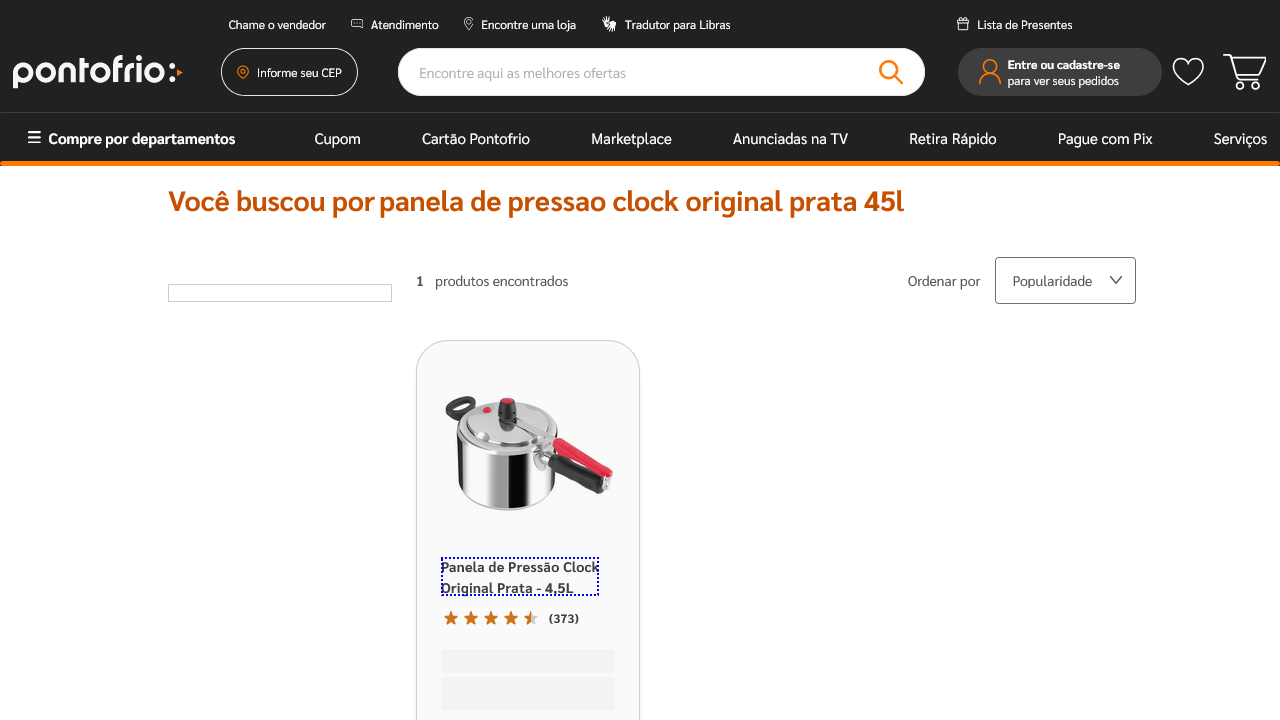 Chame o vendedor
Atendimento
Encontre uma loja
Tradutor para Libras
Lista de Presentes
pontofrio:
Informe seu CEP
Encontre aqui as melhores ofertas
Entre ou cadastre-se
para ver seus pedidos
Compre por departamentos
Cupom
Cartão Pontofrio
Marketplace
Anunciadas na TV
Retira Rápido
Pague com Pix
Serviços
Você buscou por panela de pressao clock original prata 45l
1 produtos encontrados
Ordenar por
Popularidade
Panela de Pressão Clock
Original Prata - 4,5L
(373)